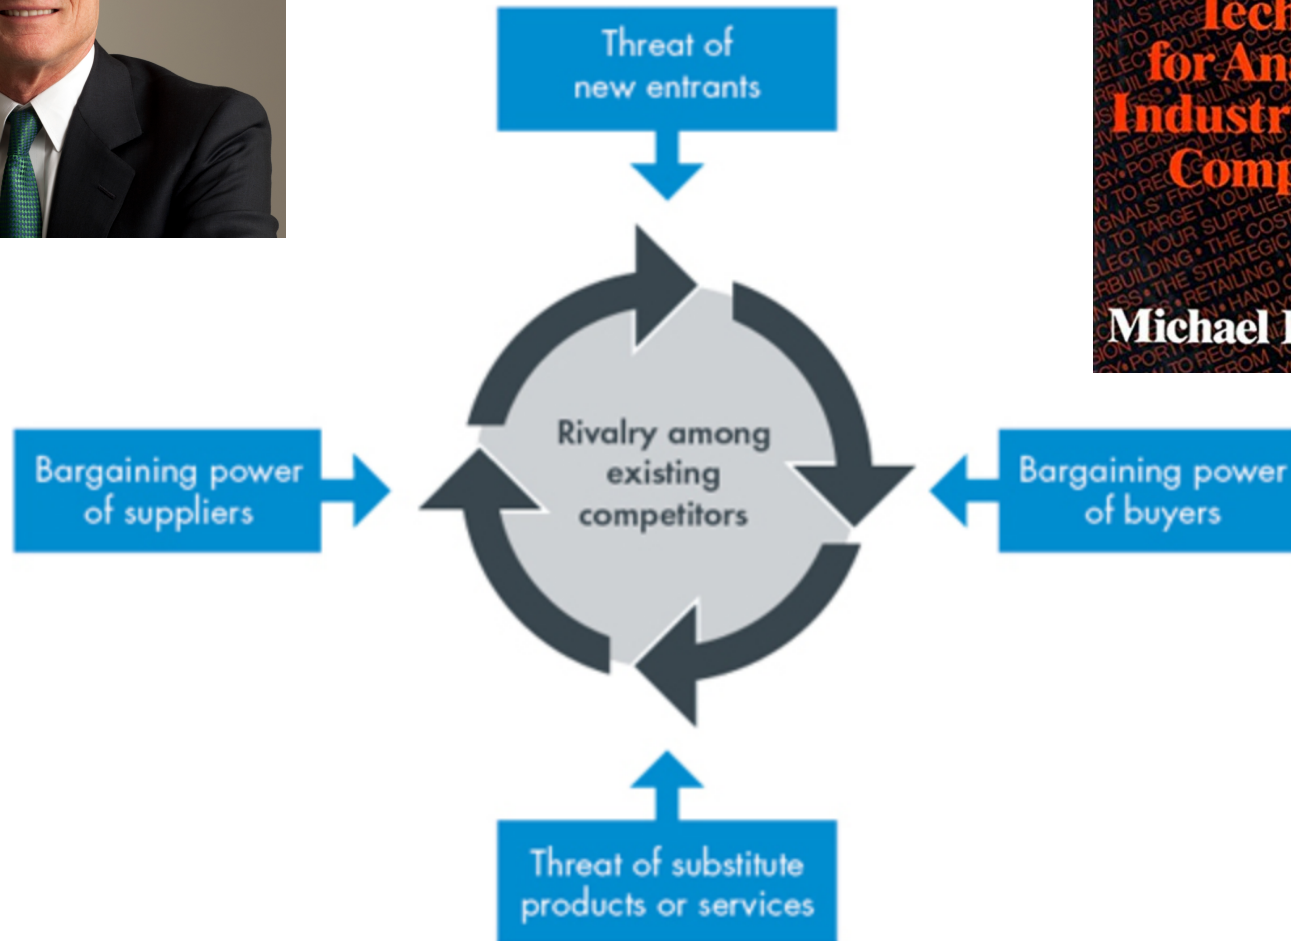 Threat of
new entrants
Tech
for An
Industr
Comp
Michael
Rivalry among
existing
competitors
Bargaining power
of suppliers
Bargaining power
of buyers
Threat of substitute
products or services